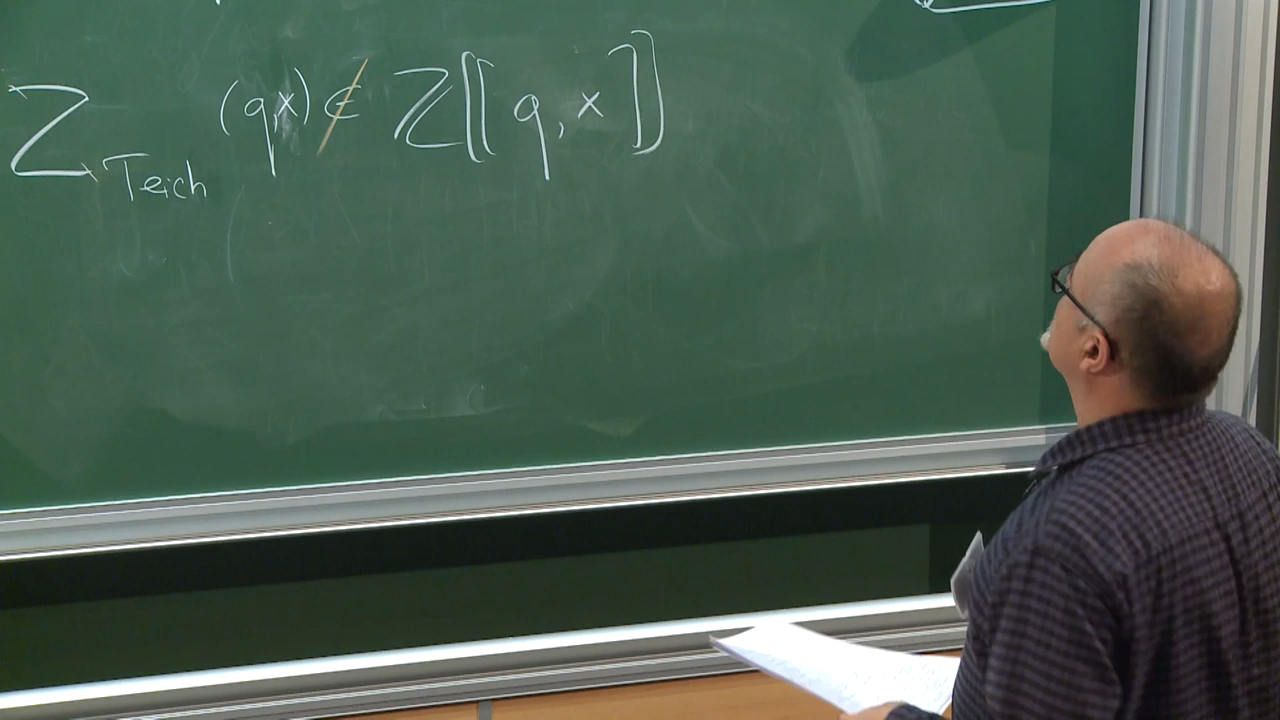 Z_Teich (q,x) ∉ Z[[q, x]]